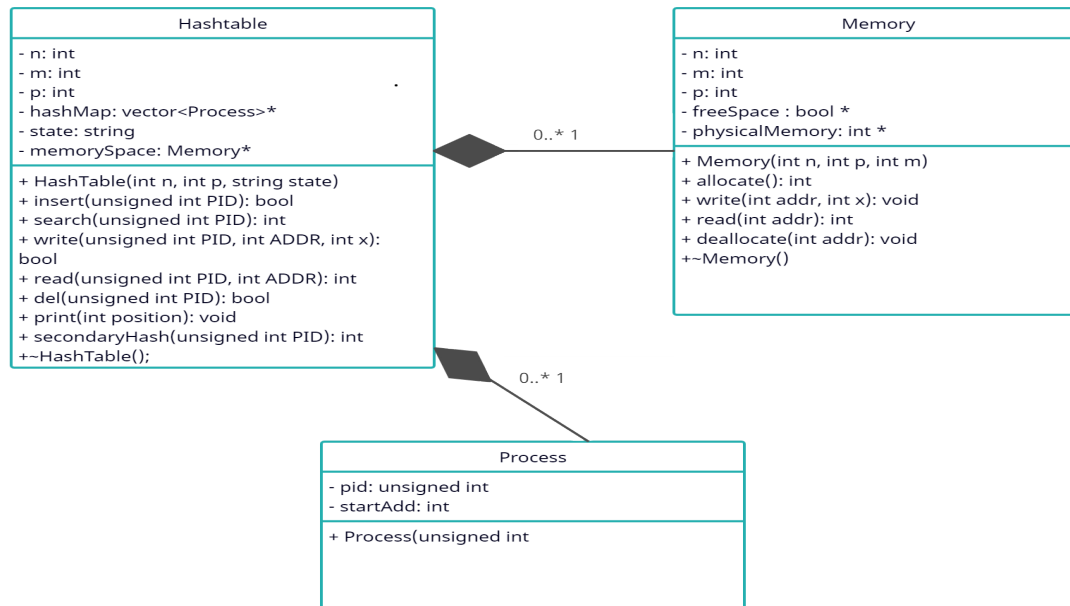 Hashtable
- n: int
- m: int
- p: int
- hashMap: vector<Process>*
- state: string
- memorySpace: Memory*
+ HashTable(int n, int p, string state)
+ insert(unsigned int PID): bool
+ search(unsigned int PID): int
+ write(unsigned int PID, int ADDR, int x):
bool
+ read(unsigned int PID, int ADDR): int
+ del(unsigned int PID): bool
+ print(int position): void
+ secondaryHash(unsigned int PID): int
+~HashTable();
0..* 1
Memory
- n: int
- m: int
- p: int
- freeSpace : bool *
- physicalMemory: int *
+ Memory(int n, int p, int m)
+ allocate(): int
+ write(int addr, int x): void
+ read(int addr): int
+ deallocate(int addr): void
+~Memory()
0..* 1
Process
- pid: unsigned int
- startAdd: int
+ Process(unsigned int